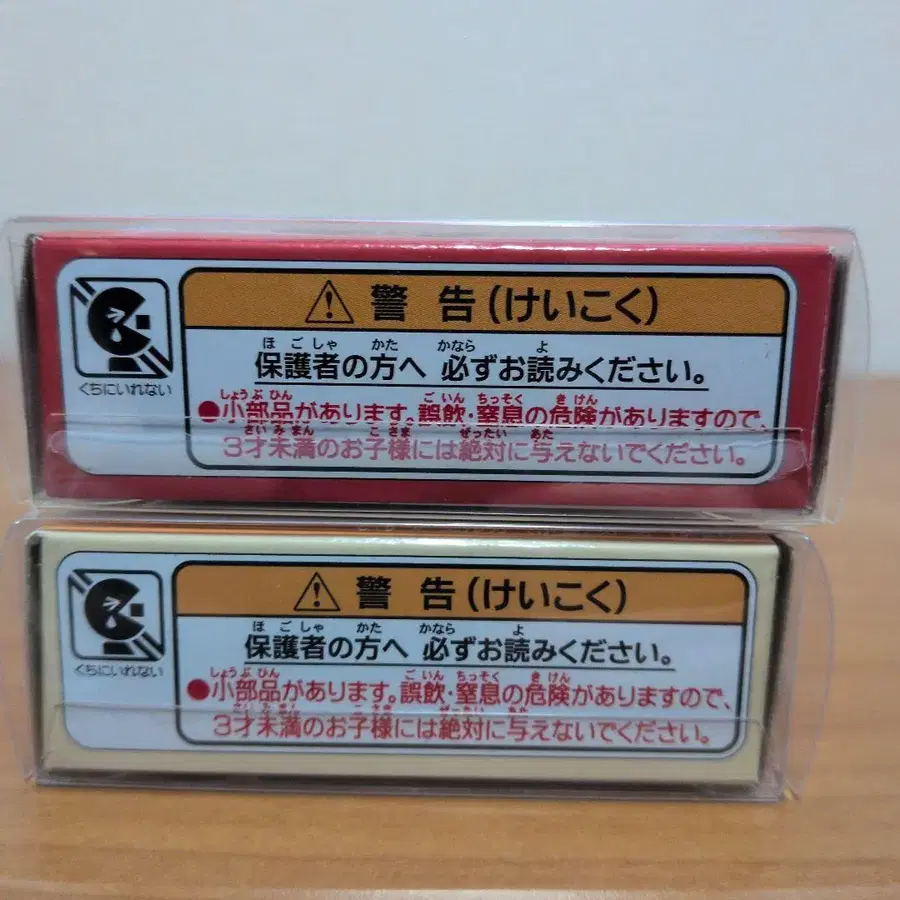 くちにいれない
⚠ 警告(けいこく)
ほごしゃ かた かなら よ
保護者の方へ 必ずお読みください。
しょうぶひん ごいん ちっそく きけん
●小部品があります。誤飲・窒息の危険がありますので、
さいみまん こさま ぜったい あた
3才未満のお子様には絶対に与えないでください。
くちにいれない
⚠ 警告(けいこく)
ほごしゃ かた かなら よ
保護者の方へ 必ずお読みください。
しょうぶひん ごいん ちっそく きけん
●小部品があります。誤飲・窒息の危険がありますので、
3才未満のお子様には絶対に与えないでください。